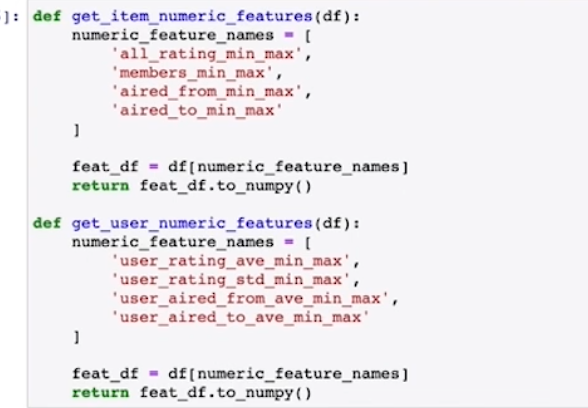 ]: def get_item_numeric_features(df):
    numeric_feature_names = [
        'all_rating_min_max',
        'members_min_max',
        'aired_from_min_max',
        'aired_to_min_max'
    ]
    feat_df = df[numeric_feature_names]
    return feat_df.to_numpy()
def get_user_numeric_features(df):
    numeric_feature_names = [
        'user_rating_ave_min_max',
        'user_rating_std_min_max',
        'user_aired_from_ave_min_max',
        'user_aired_to_ave_min_max'
    ]
    feat_df = df[numeric_feature_names]
    return feat_df.to_numpy()